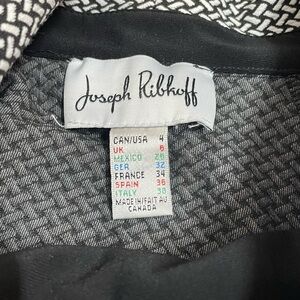 Joseph Ribkoff
CAN/USA 4
UK 6
MEXICO 26
GER 32
FRANCE 34
SPAIN 36
ITALY 38
MADE IN/FAIT AU
CANADA